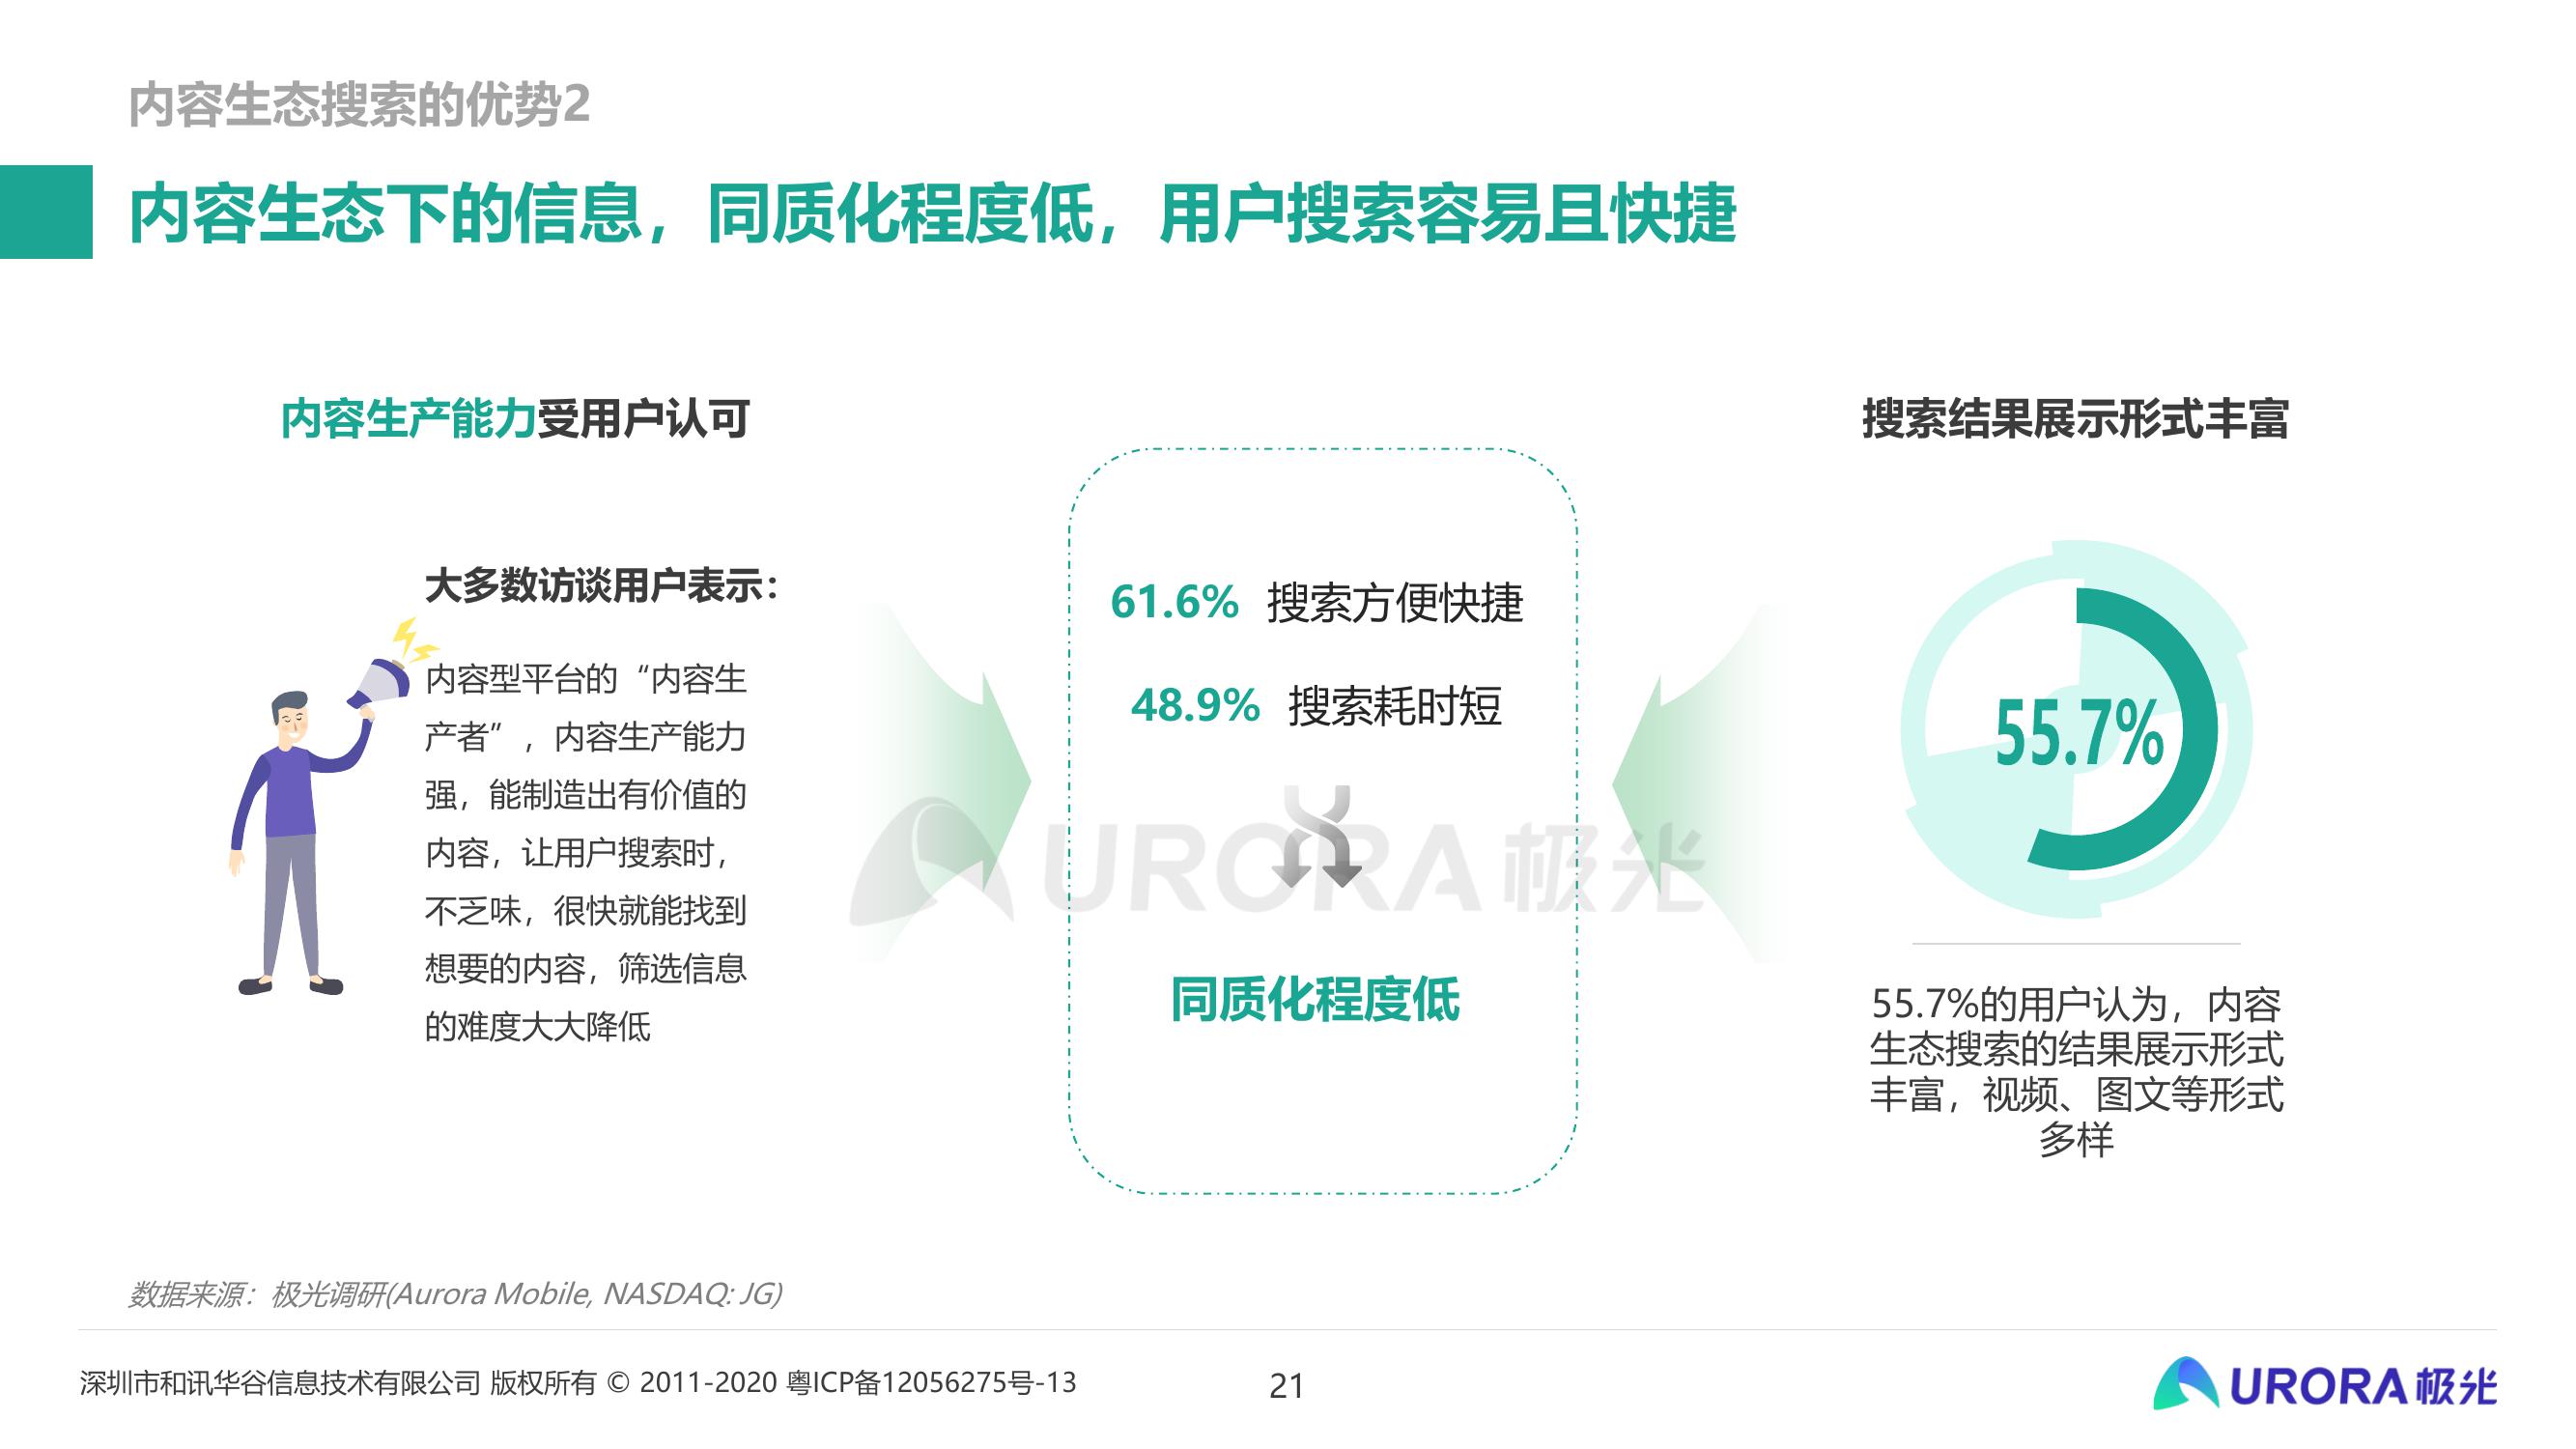 内容生态搜索的优势2
内容生态下的信息，同质化程度低，用户搜索容易且快捷
内容生产能力受用户认可
大多数访谈用户表示：
内容型平台的“内容生
产者”，内容生产能力
强，能制造出有价值的
内容，让用户搜索时，
不乏味，很快就能找到
想要的内容，筛选信息
的难度大大降低
61.6% 搜索方便快捷
48.9% 搜索耗时短
同质化程度低
URORA极光
搜索结果展示形式丰富
55.7%
55.7%的用户认为，内容
生态搜索的结果展示形式
丰富，视频、图文等形式
多样
数据来源：极光调研(Aurora Mobile, NASDAQ: JG)
深圳市和讯华谷信息技术有限公司 版权所有 © 2011-2020 粤ICP备12056275号-13
21
URORA极光